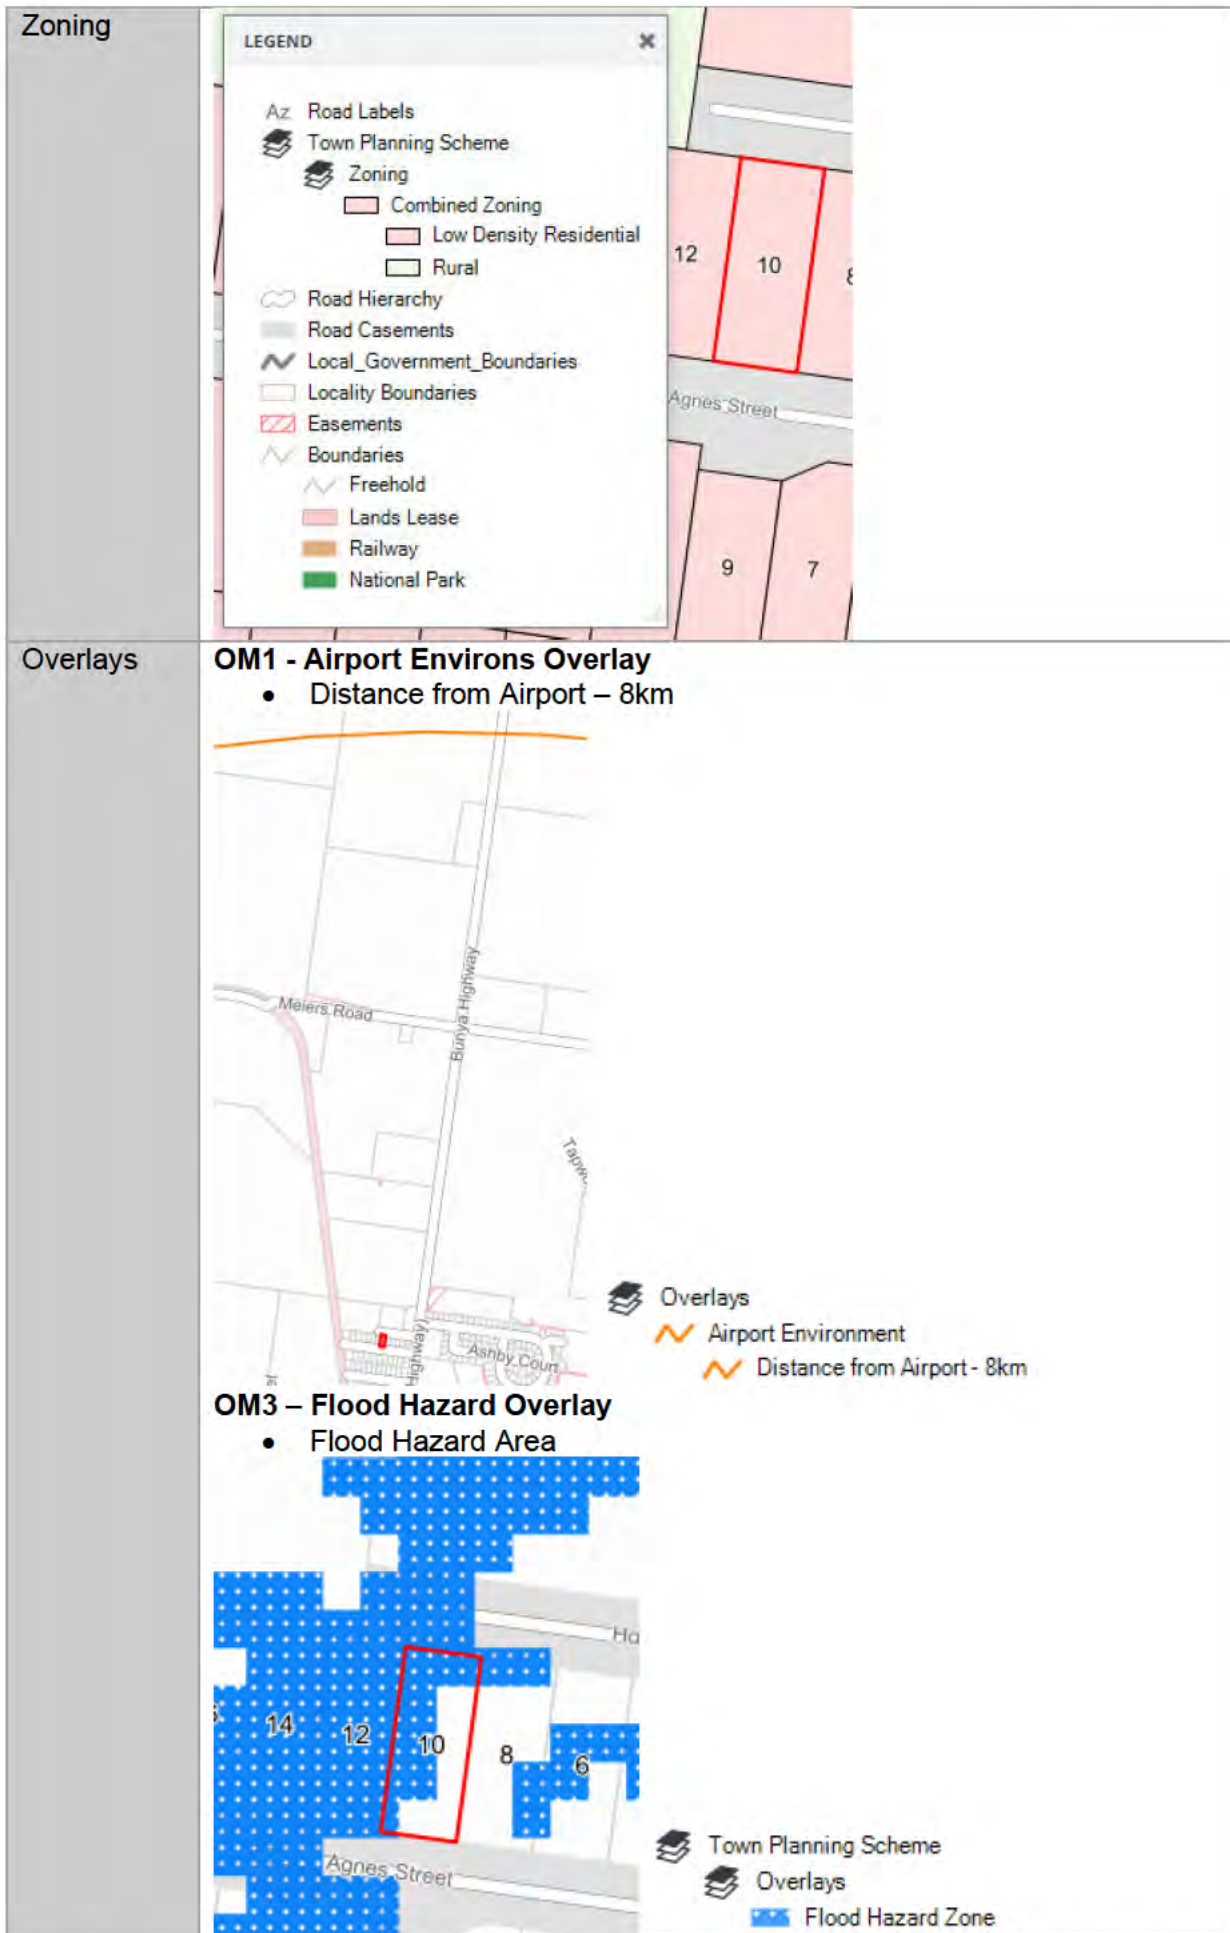 Zoning
LEGEND
Az Road Labels
Town Planning Scheme
Zoning
Combined Zoning
Low Density Residential
Rural
Road Hierarchy
Road Casements
Local_Government_Boundaries
Locality Boundaries
Easements
Boundaries
Freehold
Lands Lease
Railway
National Park
12
10
Agnes Street
9
7
Overlays
OM1 - Airport Environs Overlay
• Distance from Airport – 8km
Meiers Road
Bunya Highway
Highway)
Ashby Court
Overlays
Airport Environment
Distance from Airport - 8km
OM3 – Flood Hazard Overlay
• Flood Hazard Area
14
12
10
8
6
Agnes Street
Town Planning Scheme
Overlays
Flood Hazard Zone